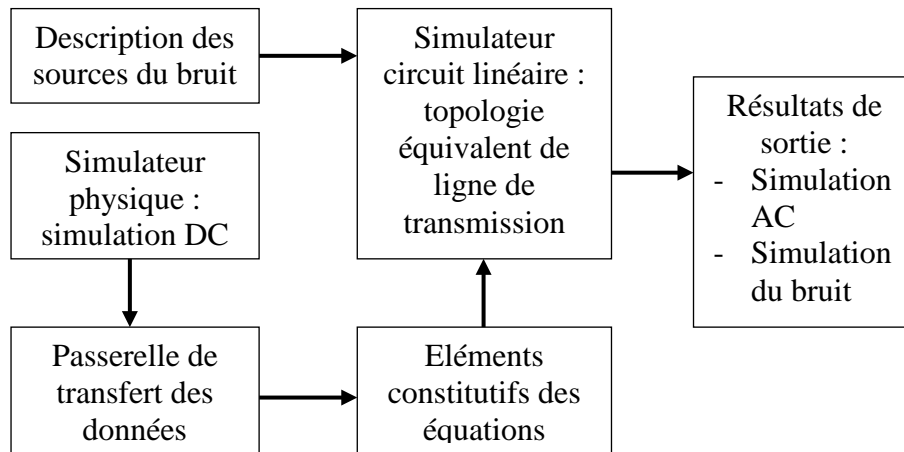 Description des
sources du bruit
Simulateur
circuit linéaire :
topologie
équivalent de
ligne de
transmission
Résultats de
sortie :
- Simulation
AC
- Simulation
du bruit
Simulateur
physique :
simulation DC
Passerelle de
transfert des
données
Eléments
constitutifs des
équations